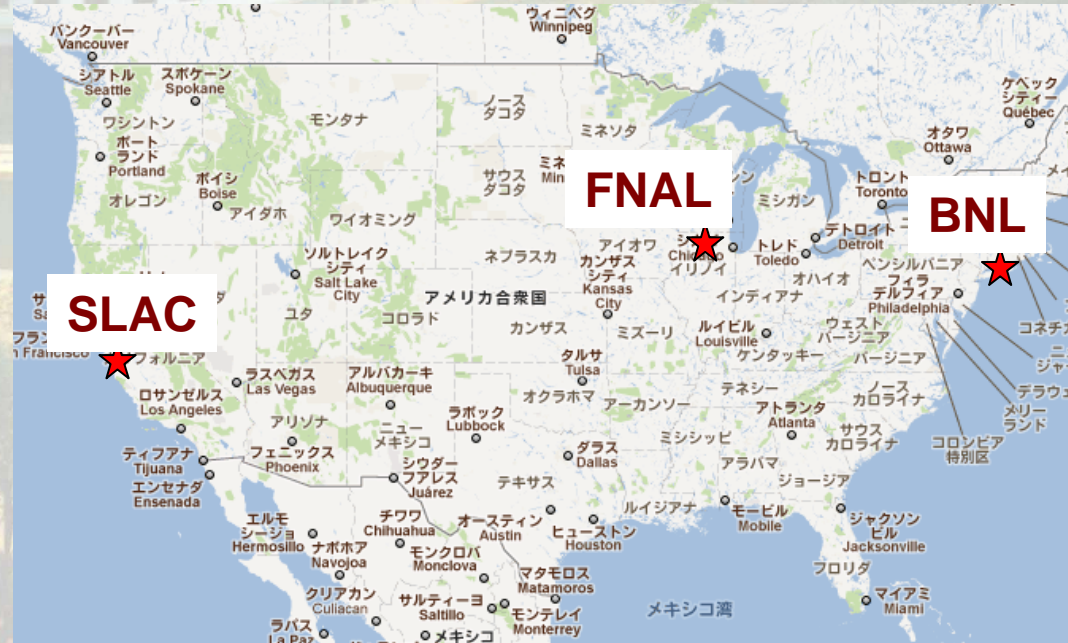 バンクーバー
Vancouver
ウィニペグ
Winnipeg
シアトル
Seattle
スポケーン
Spokane
ケベック
シティー
Québec
ワシントン
モンタナ
ノース
ダコタ
ミネソタ
オタワ
Ottawa
ポート
ランド
Portland
ボイシ
Boise
サウス
ダコタ
トロント
Toronto
FNAL
BNL
オレゴン
アイダホ
ワイオミング
ミシガン
デトロイト
Detroit
ソルトレイク
シティ
Salt Lake
City
ネブラスカ
アイオワ
Chicago
イリノイ
トレド
Toledo
オハイオ
ペンシルバニア
フィラ
デルフィア
Philadelphia
カンザス
シティ
Kansas
City
インディアナ
SLAC
ユタ
アメリカ合衆国
コロラド
カンザス
ミズーリ
ルイビル
Louisville
ウェスト
バージニア
ケンタッキー
バージニア
n Francisco
フォルニア
ラスベガス
Las Vegas
アルバカーキ
Albuquerque
タルサ
Tulsa
オクラホマ
アーカンソー
テネシー
ノース
カロライナ
メリー
ランド
ロサンゼルス
Los Angeles
アリゾナ
ニュー
メキシコ
ラボック
Lubbock
ミシシッピ
アトランタ
Atlanta
サウス
カロライナ
コロンビア
特別区
ティフアナ
Tijuana
フェニックス
Phoenix
シウダー
フアレス
Juárez
ダラス
Dallas
アラバマ
ジョージア
エンセナダ
Ensenada
テキサス
ルイジアナ
モービル
Mobile
ジャクソン
ビル
Jacksonville
エルモ
シージョ
Hermosillo
チワワ
Chihuahua
オースティン
Austin
ヒューストン
Houston
ナボホア
Navojoa
モンクロバ
Monclova
マタモロス
Matamoros
フロリダ
クリアカン
Culiacan
サルティーヨ
Saltillo
モンテレイ
Monterrey
メキシコ湾
マイアミ
Miami
ラパス
La Paz
メキシコ